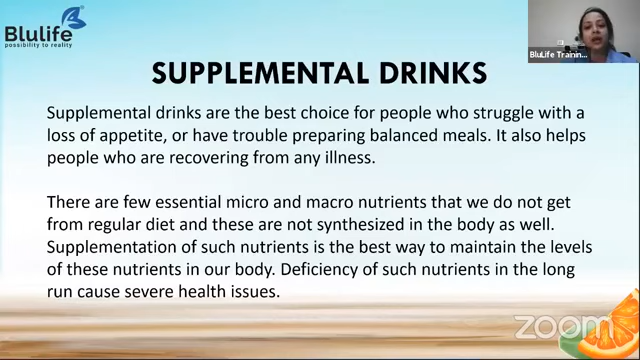 Blulife
possibility to reality
BluLife Trainin...
SUPPLEMENTAL DRINKS
Supplemental drinks are the best choice for people who struggle with a
loss of appetite, or have trouble preparing balanced meals. It also helps
people who are recovering from any illness.
There are few essential micro and macro nutrients that we do not get
from regular diet and these are not synthesized in the body as well.
Supplementation of such nutrients is the best way to maintain the levels
of these nutrients in our body. Deficiency of such nutrients in the long
run cause severe health issues.
zoom